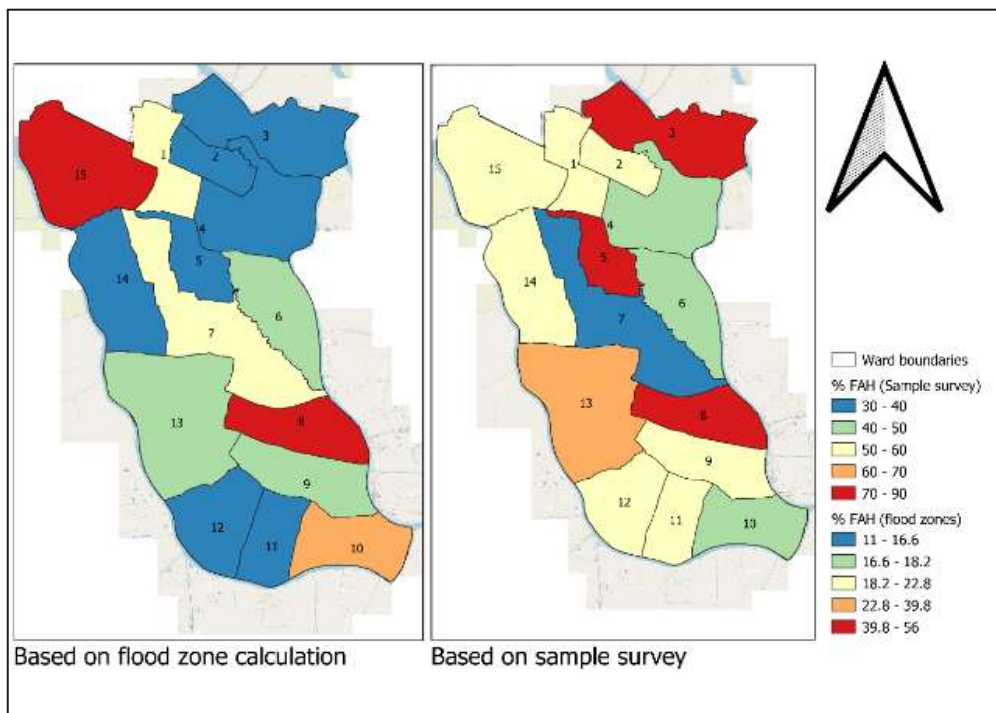 15
1
2
3
4
5
14
7
6
13
8
9
12
11
10
Based on flood zone calculation
15
1
2
3
4
5
14
7
6
13
8
9
12
11
10
Based on sample survey
Ward boundaries
% FAH (Sample survey)
30 - 40
40 - 50
50 - 60
60 - 70
70 - 90
% FAH (flood zones)
11 - 16.6
16.6 - 18.2
18.2 - 22.8
22.8 - 39.8
39.8 - 56